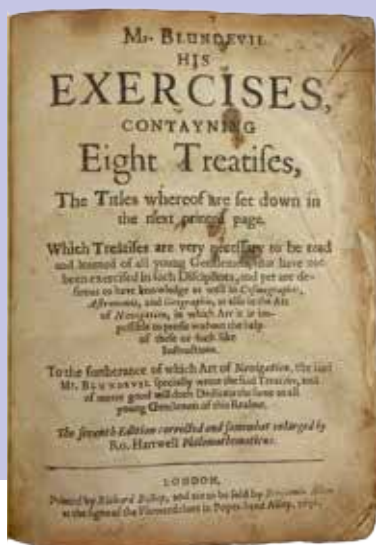 Mr. BLUNDEVIL
HIS
EXERCISES,
CONTAYNING
Eight Treatiſes,
The Titles whereof are ſet down in
the next printed page.
Which Treatiſes are very neceſſary to be read
and learned of all young Gentlemen, that have not
been exerciſed in ſuch Diſciplines, and yet are de-
ſirous to have knowledge as well in Coſmographie,
Aſtronomie, and Geographie, as alſo in the Art
of Navigation, in which Art it is im-
poſſible to profit without the help
of theſe or ſuch like
Inſtructions.
To the furtherance of which Art of Navigation, the ſaid
Mr. BLUNDEVIL ſpecially wrote the ſaid Treatiſes, and
of meere good will doth Dedicate the ſame to all
young Gentlemen of this Realme.
The ſeventh Edition corrected and ſomewhat enlarged by
Ro. Hartwell Philomathematicus.
LONDON,
Printed by Richard Biſhop, and are to be ſold by Benjamin
at the ſigne of the in Popes-head Alley,